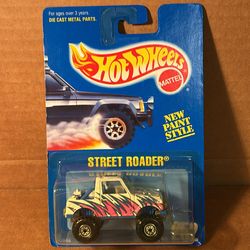 For ages over 3 years.
DIE CAST METAL PARTS.
Hot Wheels
MATTEL
NEW
PAINT
STYLE
STREET ROADER®